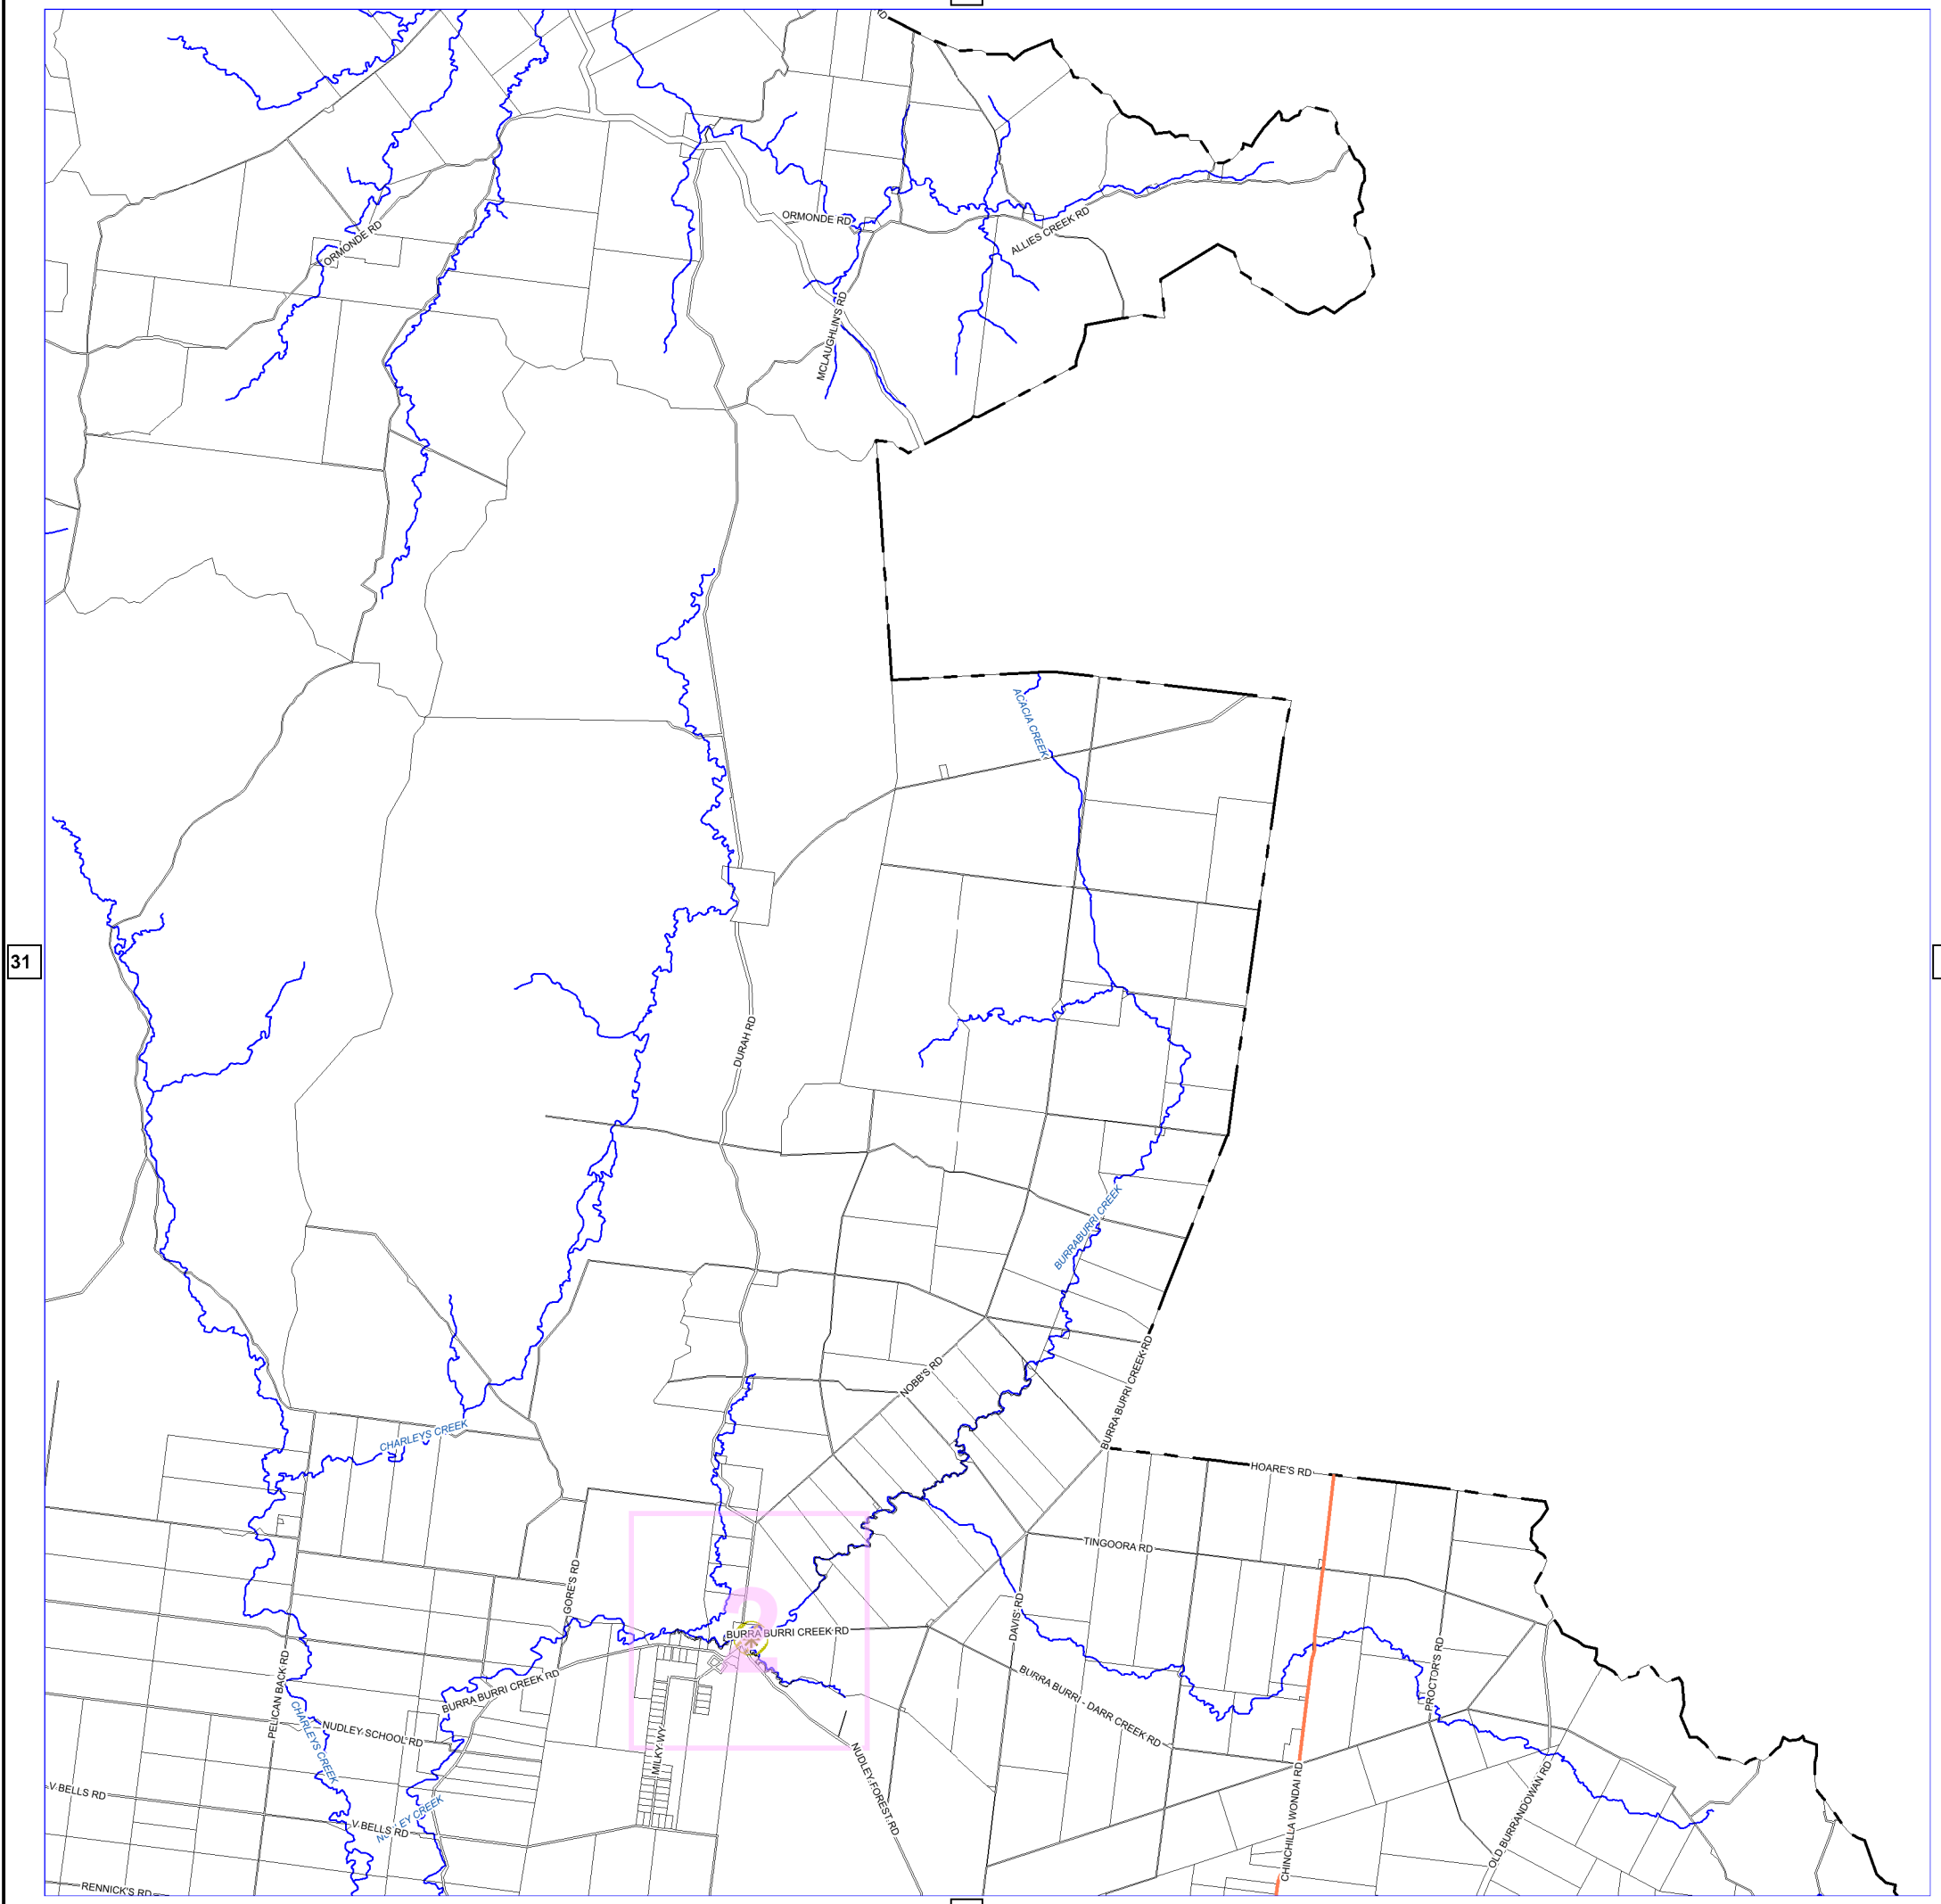 ORMONDE RD
ORMONDE RD
ALLIES CREEK RD
MCLAUGHLIN'S RD
ACACIA CREEK
31
DURAH RD
BURRABURRI CREEK
NOBB'S RD
BURRA BURRI CREEK RD
CHARLEYS CREEK
HOARE'S RD
TINGOORA RD
GORE'S RD
DAVIS RD
2
BURRA BURRI CREEK RD
PROCTOR'S RD
PELICAN BACK RD
BURRA BURRI CREEK RD
BURRA BURRI - DARR CREEK RD
CHARLEYS CREEK
NUDLEY SCHOOL RD
MILKY WY
NUDLEY FOREST RD
CHINCHILLA WONDAI RD
OLD BURRANDOWAN RD
V BELLS RD
V BELLS RD
CREEK
RENNICK'S RD